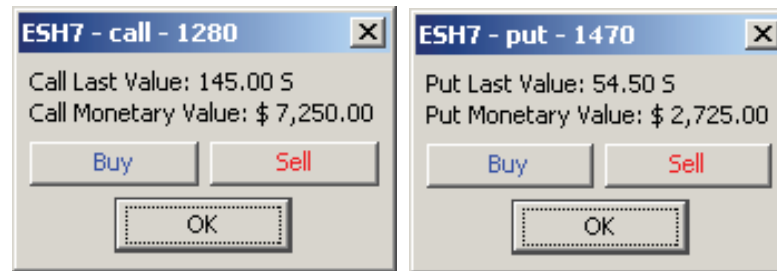 ESH7 - call - 1280
Call Last Value: 145.00 S
Call Monetary Value: $ 7,250.00
Buy Sell
OK
ESH7 - put - 1470
Put Last Value: 54.50 S
Put Monetary Value: $ 2,725.00
Buy Sell
OK